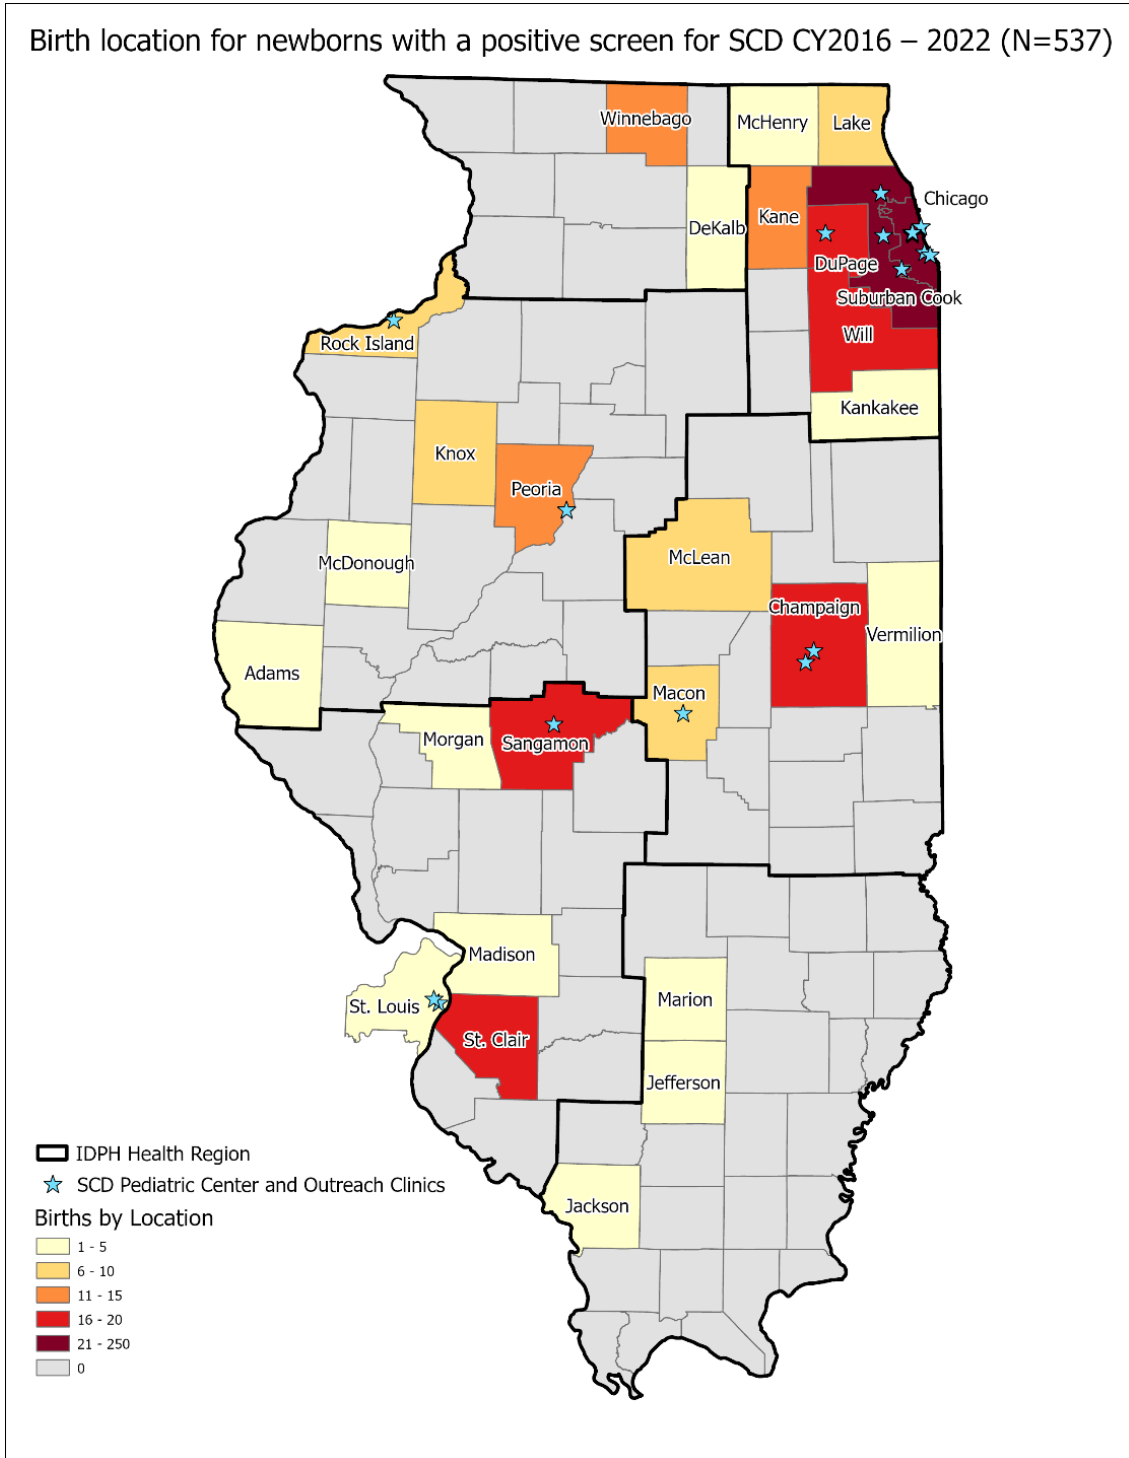 Birth location for newborns with a positive screen for SCD CY2016 – 2022 (N=537)
Winnebago
McHenry
Lake
Chicago
Kane
DeKalb
DuPage
Suburban Cook
Rock Island
Will
Kankakee
Knox
Peoria
McLean
McDonough
Champaign
Vermilion
Adams
Macon
Morgan
Sangamon
Madison
St. Louis
Marion
St. Clair
Jefferson
Jackson
IDPH Health Region
SCD Pediatric Center and Outreach Clinics
Births by Location
1 - 5
6 - 10
11 - 15
16 - 20
21 - 250
0